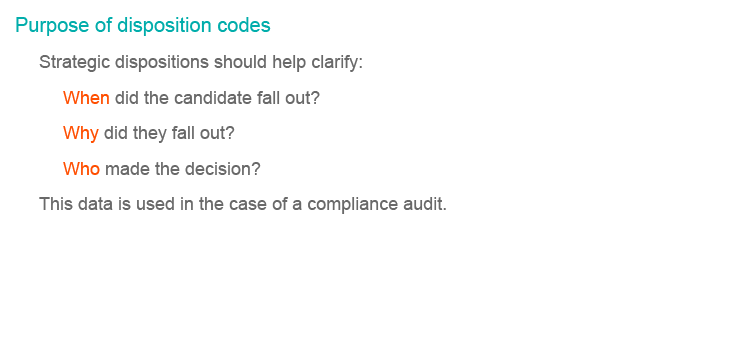 Purpose of disposition codes
Strategic dispositions should help clarify:
When did the candidate fall out?
Why did they fall out?
Who made the decision?
This data is used in the case of a compliance audit.